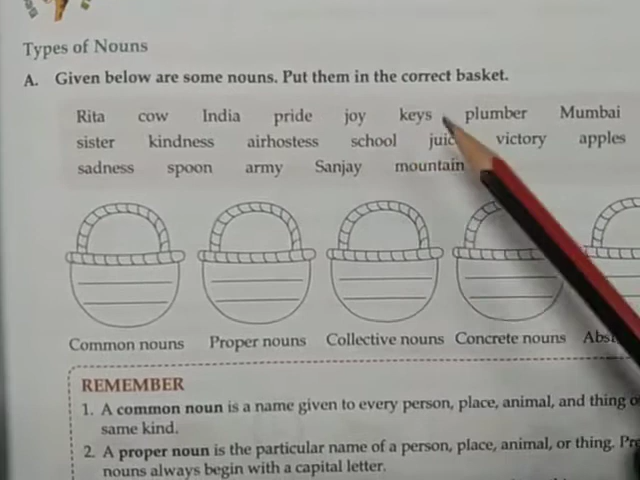 Types of Nouns
A. Given below are some nouns. Put them in the correct basket.
Rita cow India pride joy keys plumber Mumbai
sister kindness airhostess school victory apples
sadness spoon army Sanjay mountain
Common nouns Proper nouns Collective nouns Concrete nouns
REMEMBER
1. A common noun is a name given to every person, place, animal, and thing
same kind.
2. A proper noun is the particular name of a person, place, animal, or thing.
nouns always begin with a capital letter.